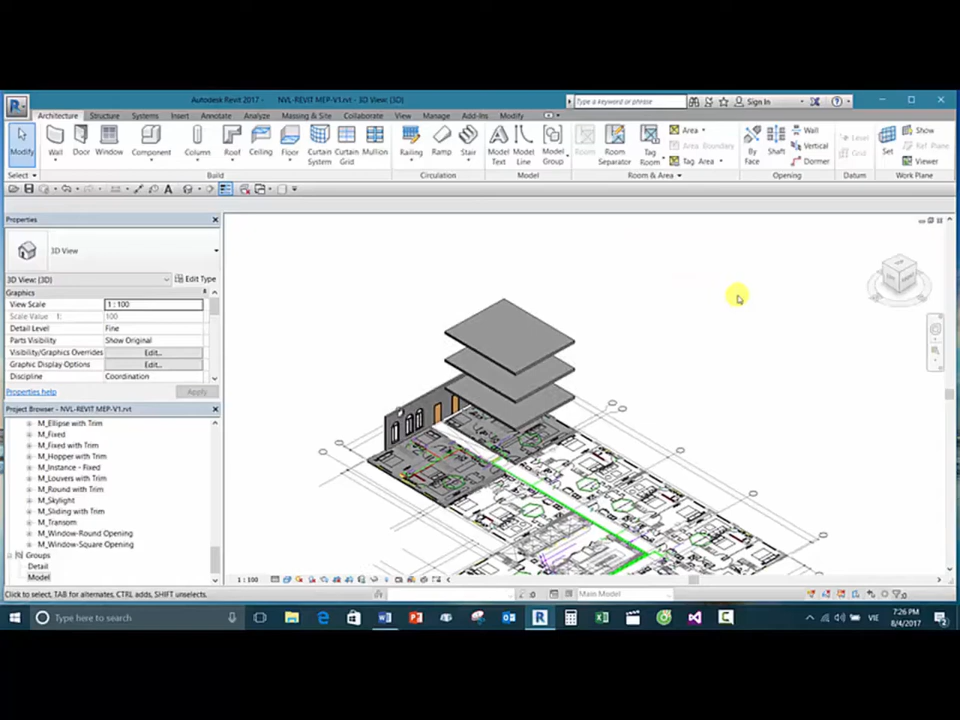 Autodesk Revit 2017 - NVL-REVIT MEP-V1.rvt - 3D View: {3D}
Type a keyword or phrase
Sign In
Architecture Structure Systems Insert Annotate Analyze Massing & Site Collaborate View Manage Add-Ins Modify
Modify Wall Door Window Component Column Roof Ceiling Floor Curtain System Curtain Grid Mullion Railing Ramp Stair Model Text Model Line Model Group Room Room Separator Tag Room
Area
Area Boundary
Tag Area
By Face Shaft
Wall
Vertical
Dormer
Level
Grid
Set
Show
Ref Plane
Viewer
Select Build Circulation Model Room & Area Opening Datum Work Plane
Properties
3D View
3D View: {3D} Edit Type
Graphics
View Scale 1 : 100
Scale Value 1: 100
Detail Level Fine
Parts Visibility Show Original
Visibility/Graphics Overrides Edit...
Graphic Display Options Edit...
Discipline Coordination
Properties help Apply
Project Browser - NVL-REVIT MEP-V1.rvt
M_Ellipse with Trim
M_Fixed
M_Fixed with Trim
M_Hopper with Trim
M_Instance - Fixed
M_Louvers with Trim
M_Round with Trim
M_Skylight
M_Sliding with Trim
M_Transom
M_Window-Round Opening
M_Window-Square Opening
Groups
Detail
Model
1 : 100
Click to select, TAB for alternates, CTRL adds, SHIFT unselects.
:0
Main Model
:0
Type here to search
VIE
7:26 PM
8/4/2017